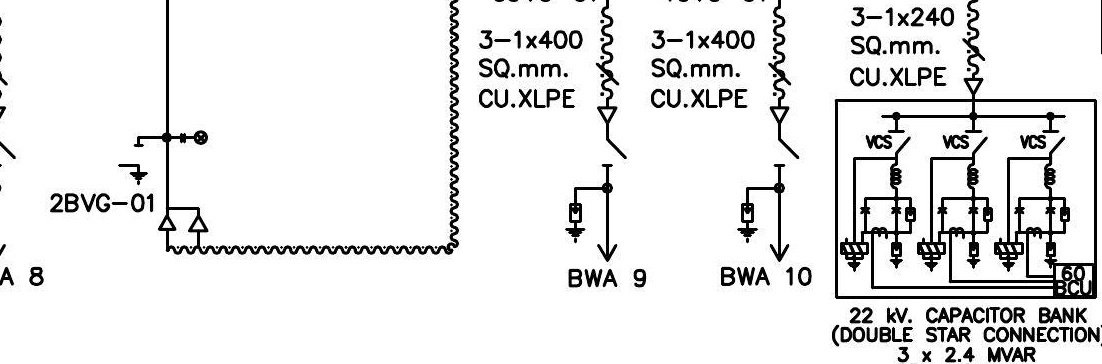 3-1x400
SQ.mm.
CU.XLPE
3-1x400
SQ.mm.
CU.XLPE
3-1x240
SQ.mm.
CU.XLPE
VCS
VCS
VCS
2BVG-01
A 8
BWA 9
BWA 10
60
BCU
22 kV. CAPACITOR BANK
(DOUBLE STAR CONNECTION)
3 x 2.4 MVAR